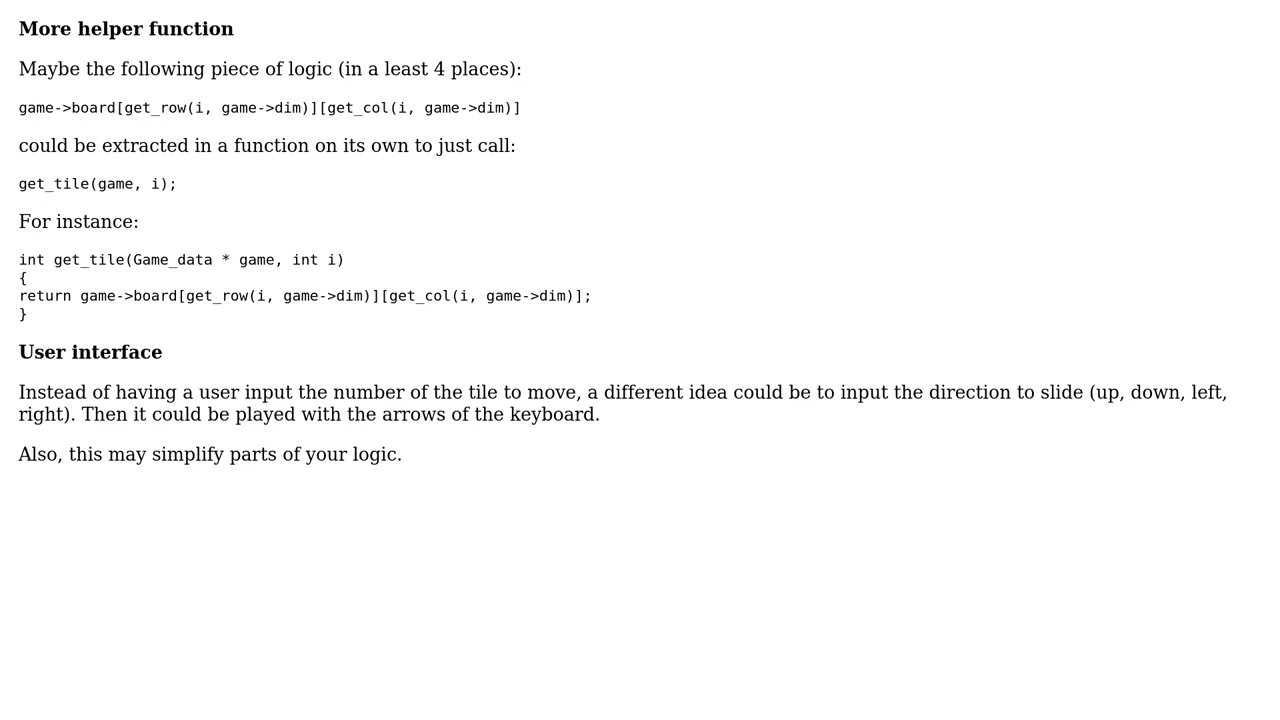 More helper function
Maybe the following piece of logic (in a least 4 places):
game->board[get_row(i, game->dim)][get_col(i, game->dim)]
could be extracted in a function on its own to just call:
get_tile(game, i);
For instance:
int get_tile(Game_data * game, int i)
{
return game->board[get_row(i, game->dim)][get_col(i, game->dim)];
}
User interface
Instead of having a user input the number of the tile to move, a different idea could be to input the direction to slide (up, down, left,
right). Then it could be played with the arrows of the keyboard.
Also, this may simplify parts of your logic.